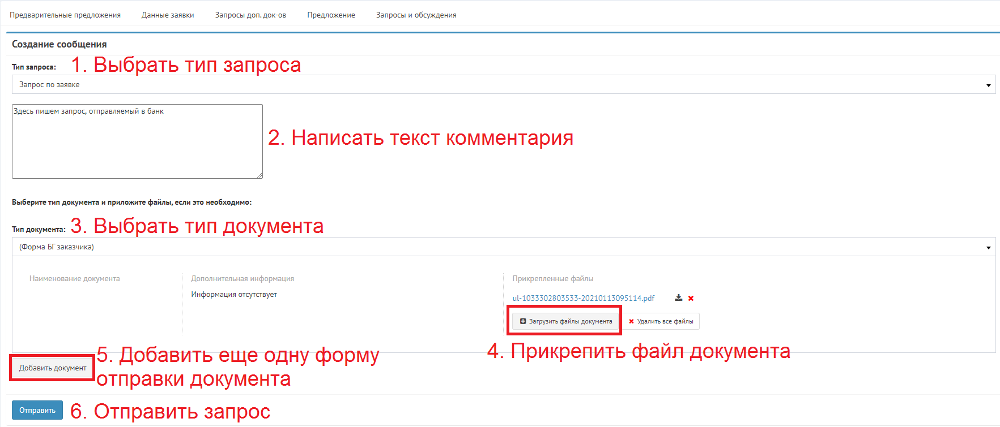 Предварительные предложения Данные заявки Запросы доп. док-ов Предложение Запросы и обсуждения
Создание сообщения
Тип запроса: 1. Выбрать тип запроса
Запрос по заявке
Здесь пишем запрос, отправляемый в банк
2. Написать текст комментария
Выберите тип документа и приложите файлы, если это необходимо:
Тип документа: 3. Выбрать тип документа
(Форма БГ заказчика)
Наименование документа Дополнительная информация Прикрепленные файлы
Информация отсутствует
ul-1033302803533-20210113095114.pdf
Загрузить файлы документа Удалить все файлы
4. Прикрепить файл документа
5. Добавить еще одну форму
отправки документа
Добавить документ
Отправить 6. Отправить запрос